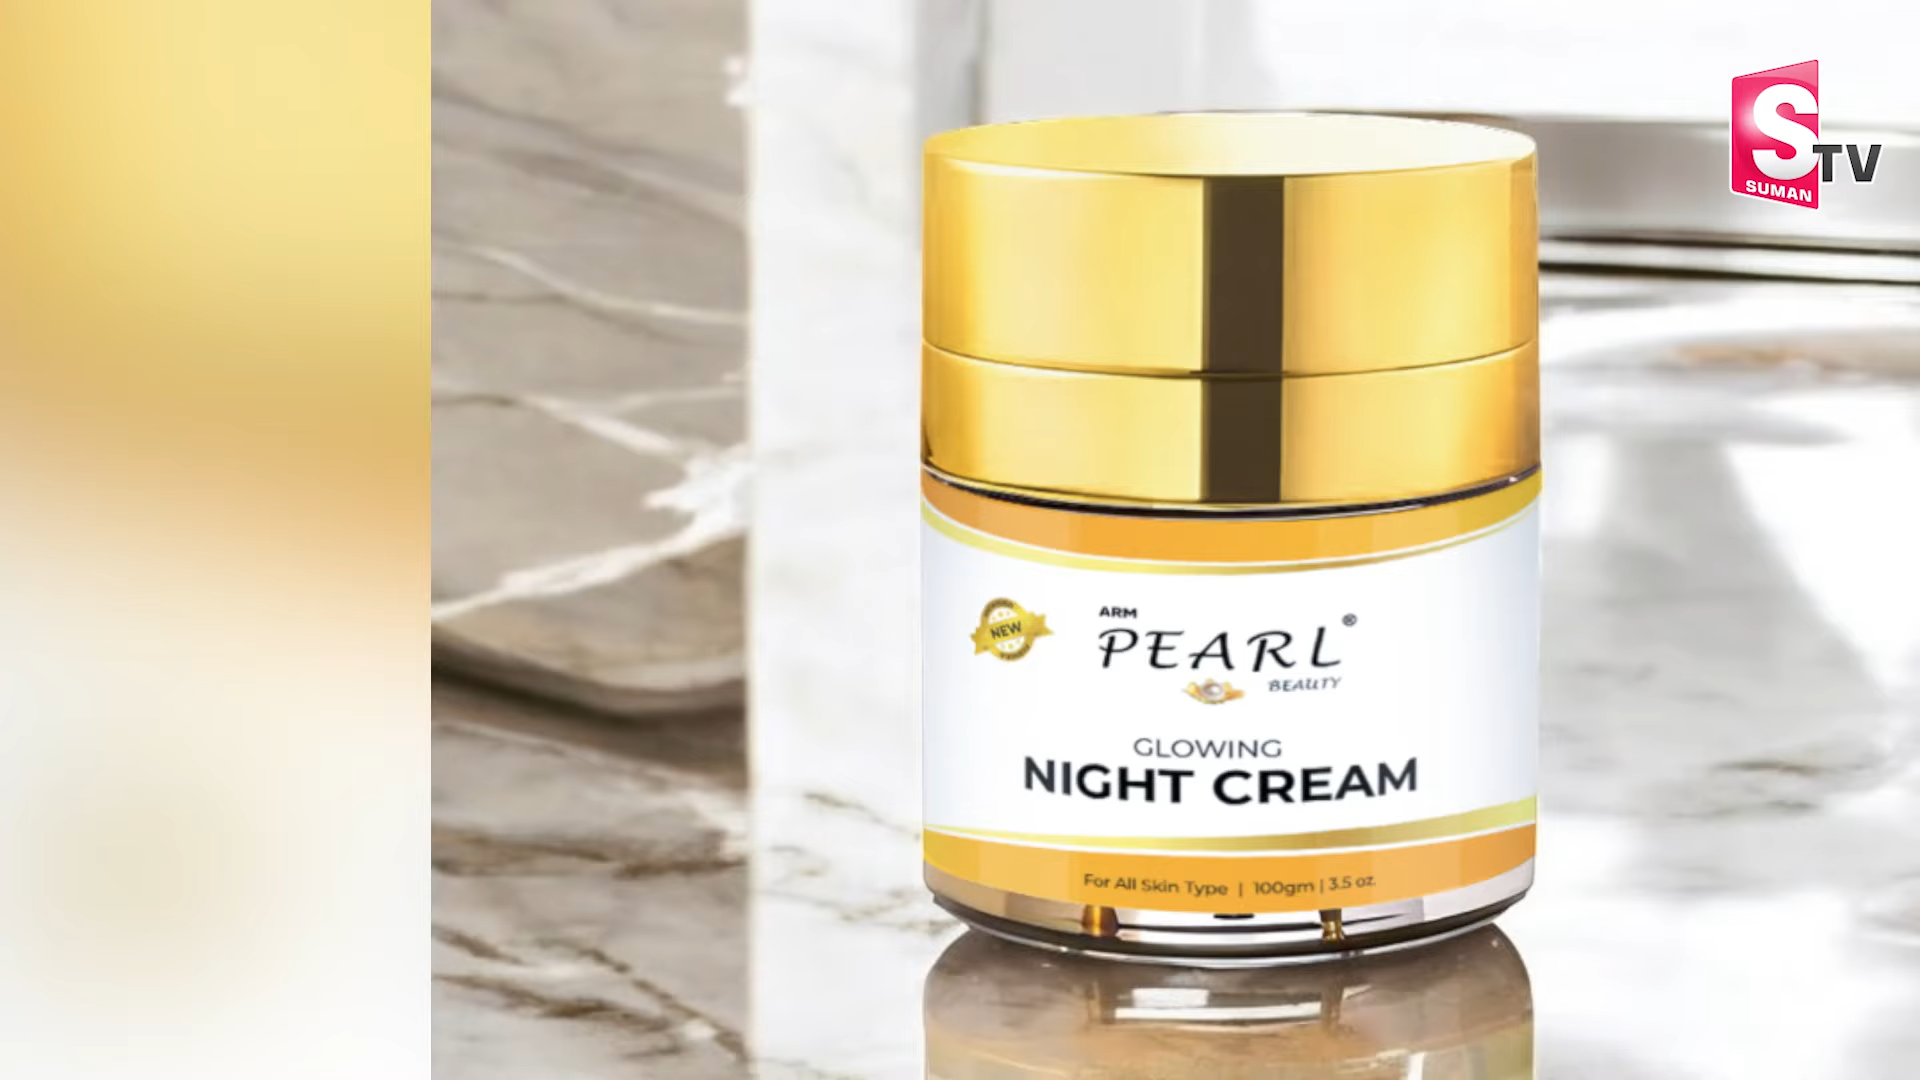 S
TV
SUMAN
NEW
ARM
PEARL®
BEAUTY
GLOWING
NIGHT CREAM
For All Skin Type | 100gm | 3.5 oz.